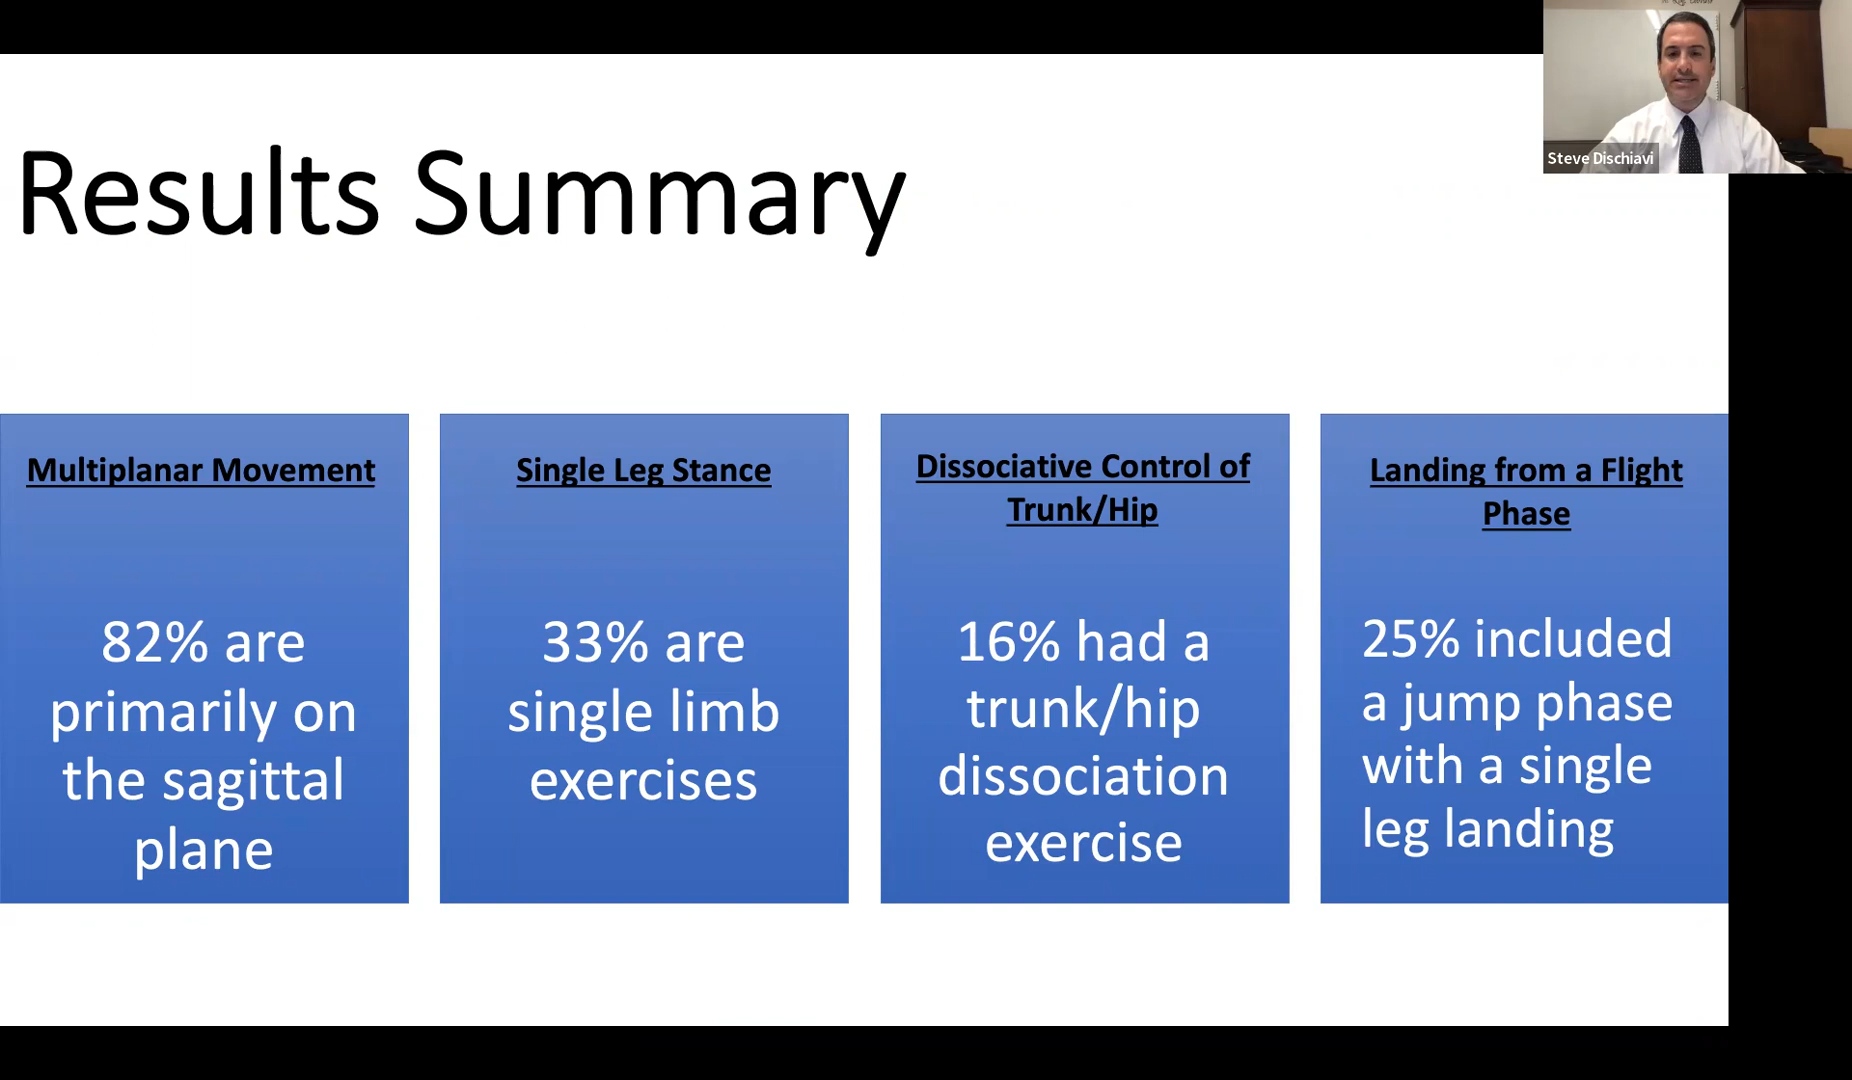 Steve Dischiavi
Results Summary
Multiplanar Movement
82% are
primarily on
the sagittal
plane
Single Leg Stance
33% are
single limb
exercises
Dissociative Control of
Trunk/Hip
16% had a
trunk/hip
dissociation
exercise
Landing from a Flight
Phase
25% included
a jump phase
with a single
leg landing